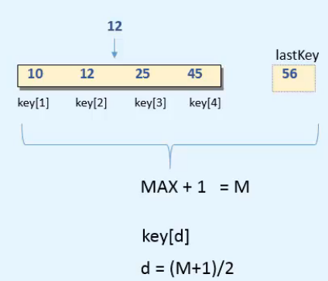 12
lastKey
10 12 25 45 56
key[1] key[2] key[3] key[4]
MAX + 1 = M
key[d]
d = (M+1)/2